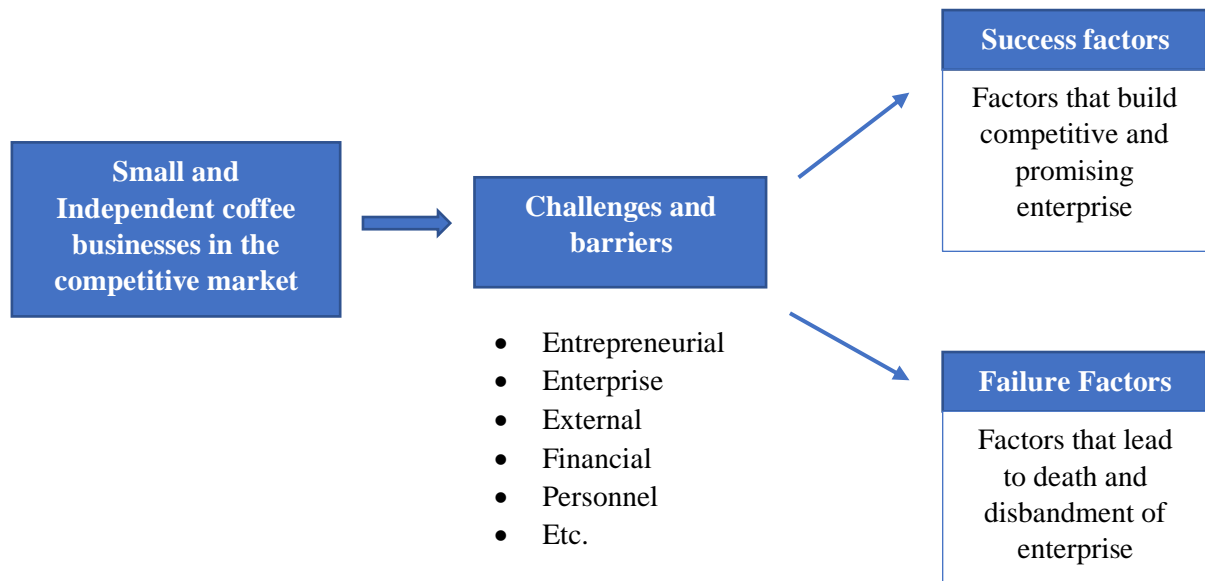 Small and
Independent coffee
businesses in the
competitive market
Challenges and
barriers
• Entrepreneurial
• Enterprise
• External
• Financial
• Personnel
• Etc.
Success factors
Factors that build
competitive and
promising
enterprise
Failure Factors
Factors that lead
to death and
disbandment of
enterprise